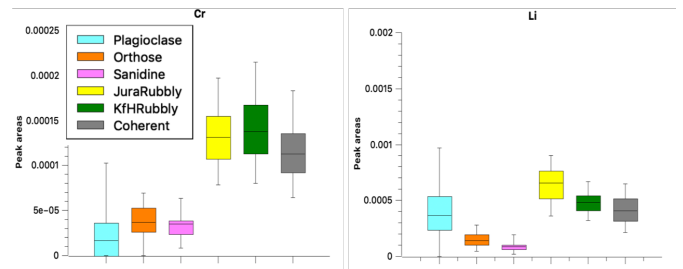 Cr
0.00025
0.0002
0.00015
0.0001
5e-05
0
Peak areas
Plagioclase
Orthose
Sanidine
JuraRubbly
KfHRubbly
Coherent
Li
0.002
0.0015
0.001
0.0005
0
Peak areas